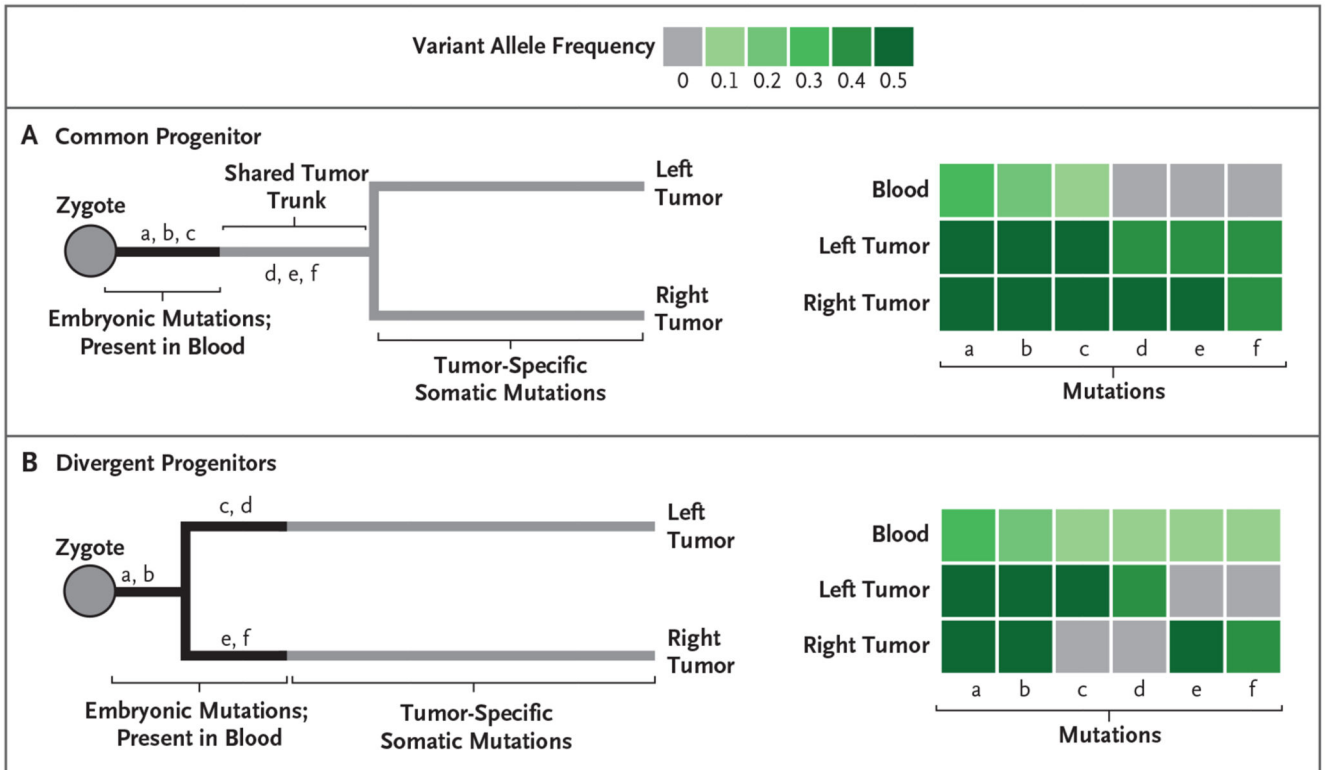 Variant Allele Frequency
0 0.1 0.2 0.3 0.4 0.5
A Common Progenitor
Zygote
a, b, c
Embryonic Mutations;
Present in Blood
Shared Tumor
Trunk
d, e, f
Left
Tumor
Right
Tumor
Tumor-Specific
Somatic Mutations
Blood
Left Tumor
Right Tumor
a b c d e f
Mutations
B Divergent Progenitors
Zygote
a, b
c, d
e, f
Embryonic Mutations;
Present in Blood
Left
Tumor
Right
Tumor
Tumor-Specific
Somatic Mutations
Blood
Left Tumor
Right Tumor
a b c d e f
Mutations